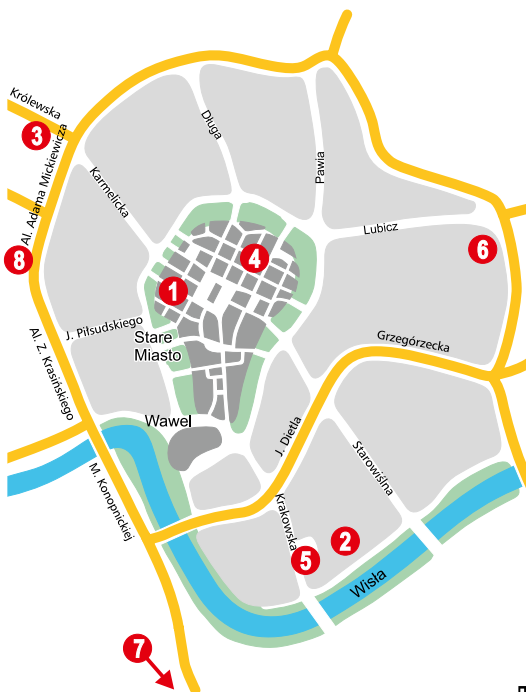 Królewska
3
Al. Adama Mickiewicza
Karmelicka
Długa
Pawia
Lubicz
8
4
6
1
J. Piłsudskiego
Stare
Miasto
Al. Z. Krasińskiego
Grzegórzecka
Wawel
J. Dietla
Starowiślna
M. Konopnickiej
Krakowska
2
5
Wisła
7